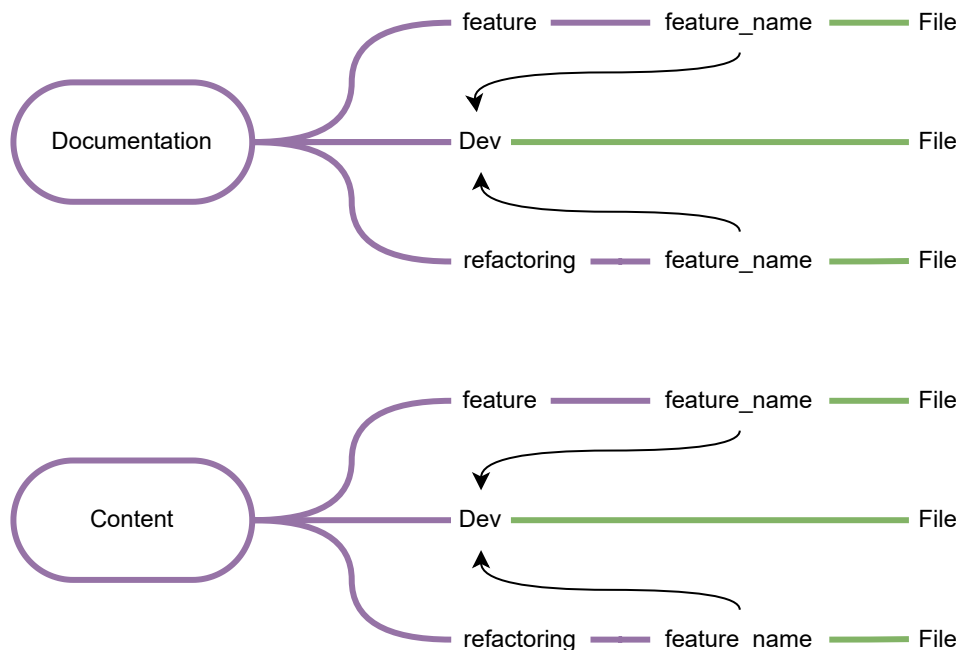 feature feature_name File
Documentation Dev File
refactoring feature_name File
feature feature_name File
Content Dev File
refactoring feature_name File